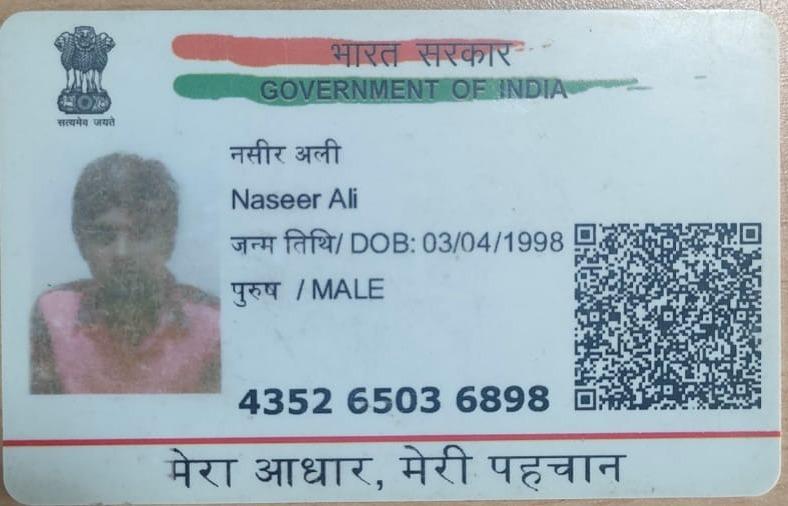 भारत सरकार
GOVERNMENT OF INDIA
सत्यमेव जयते
नसीर अली
Naseer Ali
जन्म तिथि/ DOB: 03/04/1998
पुरुष / MALE
4352 6503 6898
मेरा आधार, मेरी पहचान